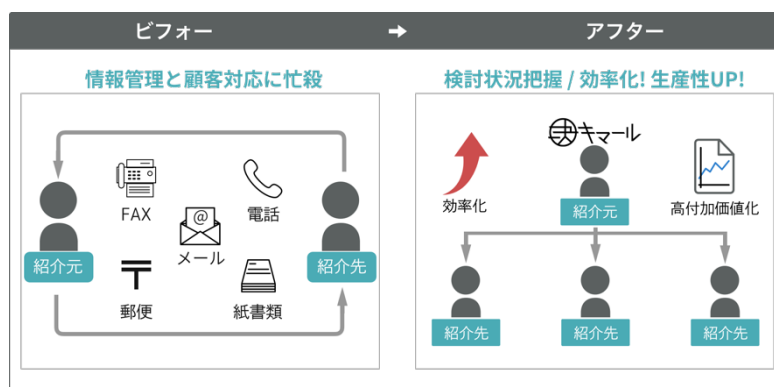 ビフォー
アフター
情報管理と顧客対応に忙殺
FAX
電話
メール
郵便
紙書類
紹介元
紹介先
検討状況把握 / 効率化! 生産性UP!
キマール
効率化
紹介元
高付加価値化
紹介先
紹介先
紹介先